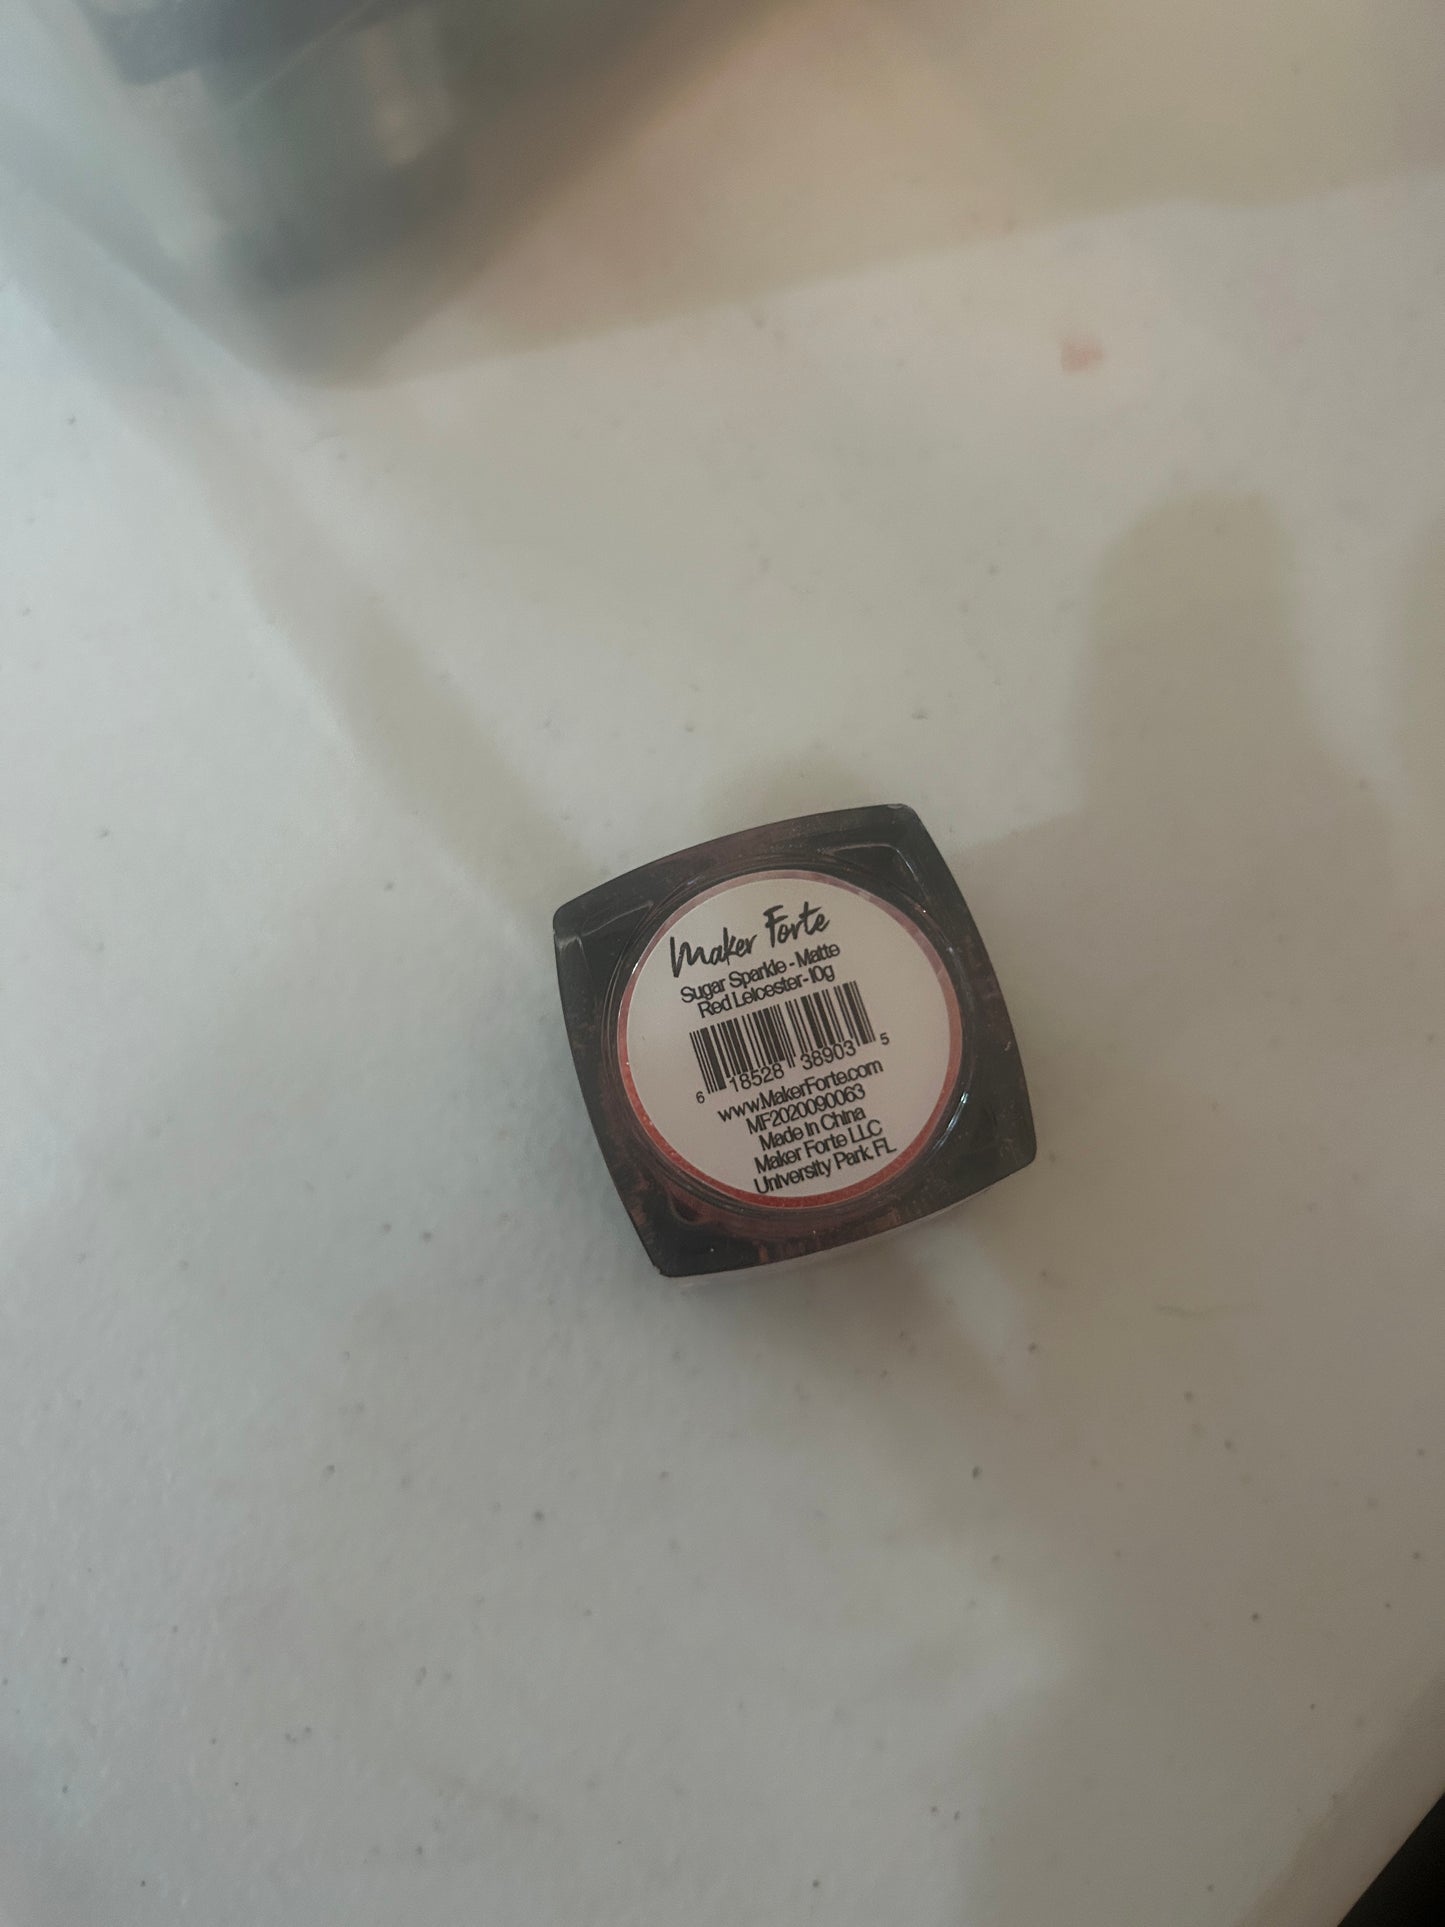 Maker Forte
Sugar Sparkle - Matte
Red Leicester-10g
6 18528 38903 5
www.MakerForte.com
MF2020090063
Made in China
Maker Forte LLC
University Park, FL